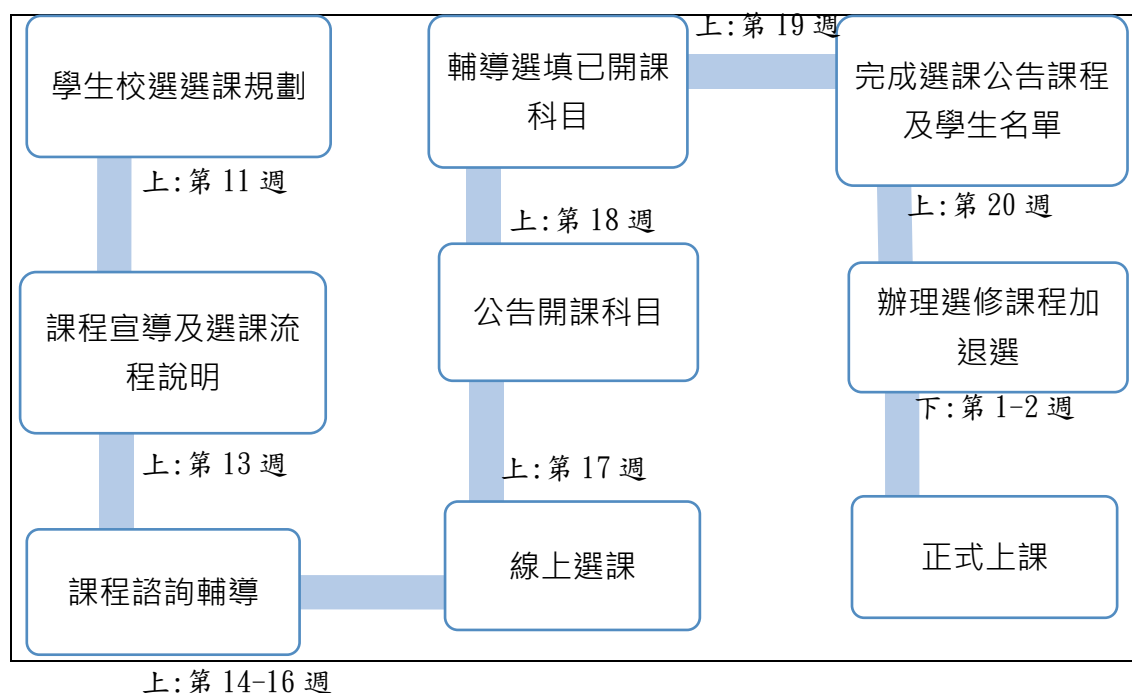 學生校選選課規劃
上:第 11 週
課程宣導及選課流
程說明
上:第 13 週
課程諮詢輔導
上:第 14-16 週
線上選課
上:第 17 週
公告開課科目
上:第 18 週
輔導選填已開課
科目
上:第 19 週
完成選課公告課程
及學生名單
上:第 20 週
辦理選修課程加
退選
下:第 1-2 週
正式上課